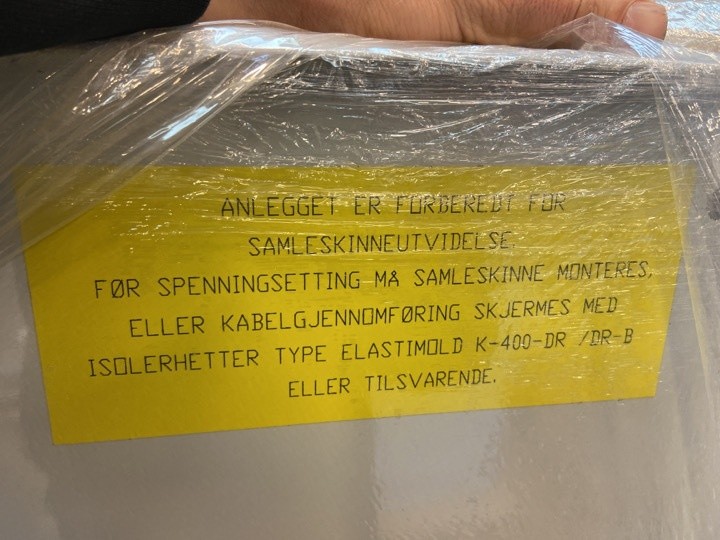 ANLEGGET ER FORBEREDT FOR
SAMLESKINNEUTVIDELSE.
FØR SPENNINGSETTING MÅ SAMLESKINNE MONTERES,
ELLER KABELGJENNOMFØRING SKJERMES MED
ISOLERHETTER TYPE ELASTIMOLD K-400-DR /DR-B
ELLER TILSVARENDE.